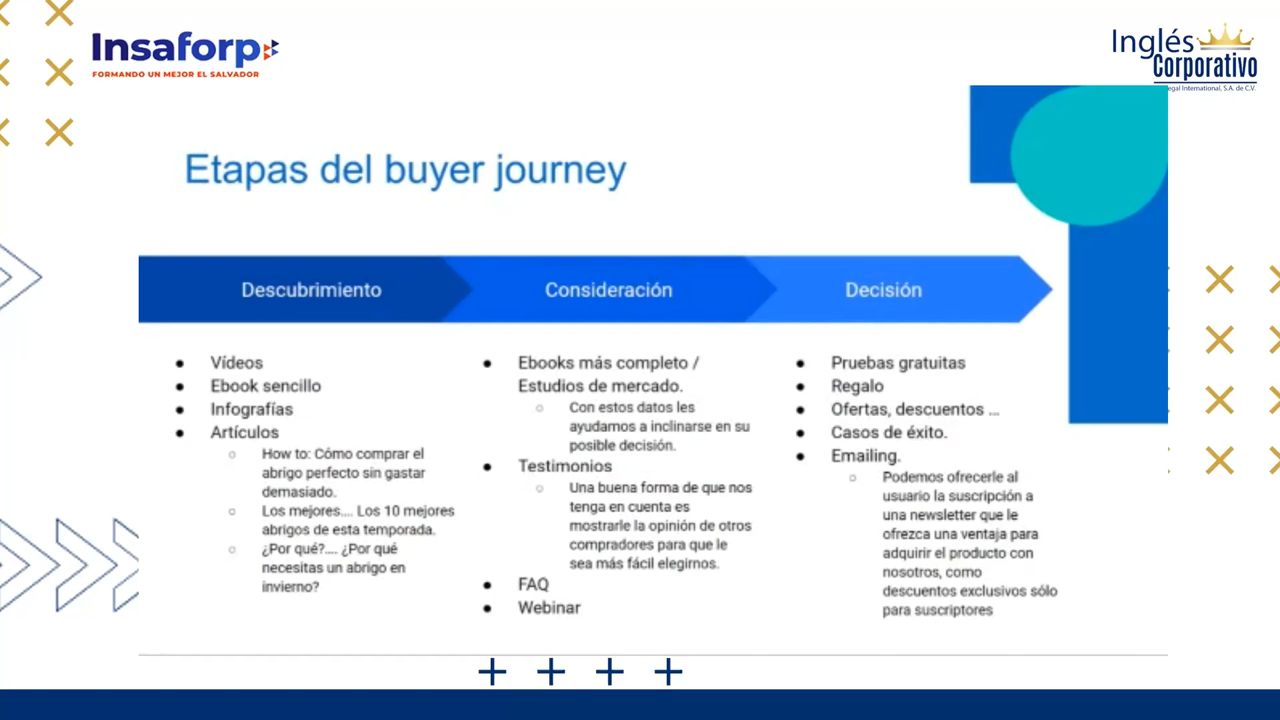 Insaforp
FORMANDO UN MEJOR EL SALVADOR
Inglés
Corporativo
egal International, S.A. de C.V.
Etapas del buyer journey
Descubrimiento
Consideración
Decisión
Vídeos
Ebook sencillo
Infografías
Artículos
How to: Cómo comprar el
abrigo perfecto sin gastar
demasiado.
Los mejores.... Los 10 mejores
abrigos de esta temporada.
¿Por qué?.... ¿Por qué
necesitas un abrigo en
invierno?
Ebooks más completo /
Estudios de mercado.
Con estos datos les
ayudamos a inclinarse en su
posible decisión.
Testimonios
Una buena forma de que nos
tenga en cuenta es
mostrarle la opinión de otros
compradores para que le
sea más fácil elegirnos.
FAQ
Webinar
Pruebas gratuitas
Regalo
Ofertas, descuentos ...
Casos de éxito.
Emailing.
Podemos ofrecerle al
usuario la suscripción a
una newsletter que le
ofrezca una ventaja para
adquirir el producto con
nosotros, como
descuentos exclusivos sólo
para suscriptores